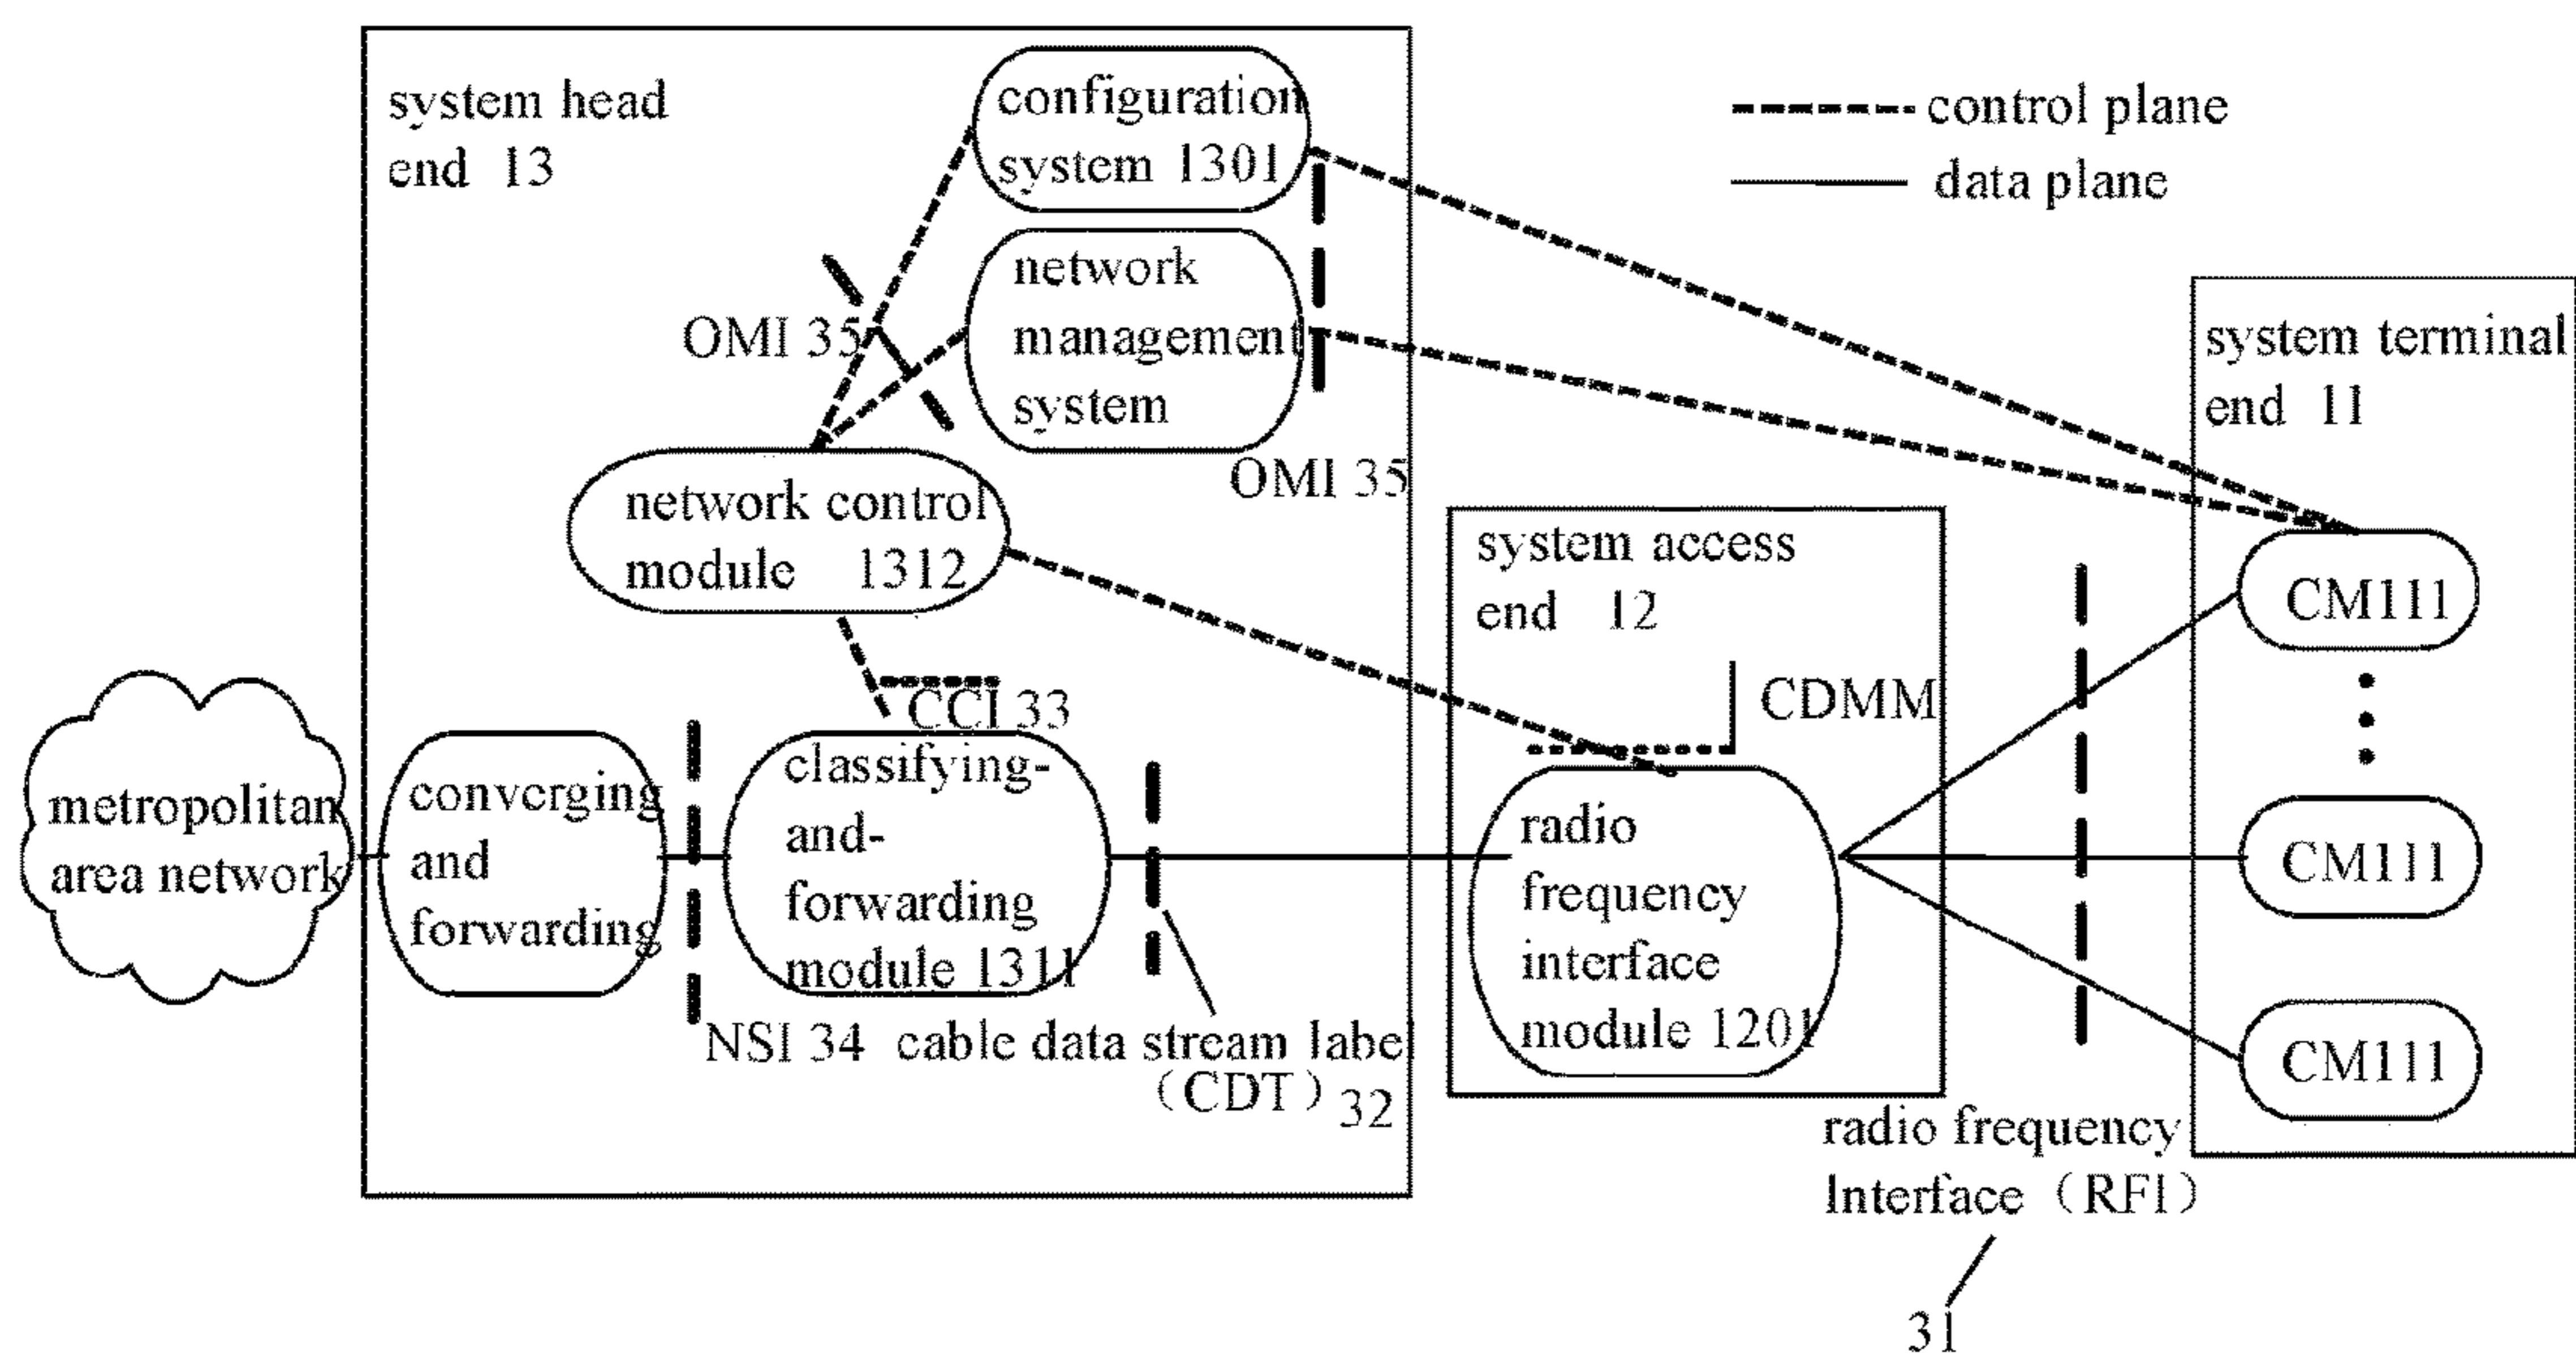 system head
end 13
configuration
system 1301
control plane
data plane
network
management
system
OMI 35
OMI 35
system terminal
end 11
network control
module 1312
system access
end 12
CDMM
CM111
CCI 33
metropolitan
area network
converging
and
forwarding
classifying-
and-
forwarding
module 1311
radio
frequency
interface
module 1201
CM111
CM111
NSI 34
cable data stream label
(CDT) 32
radio frequency
Interface (RFI)
31